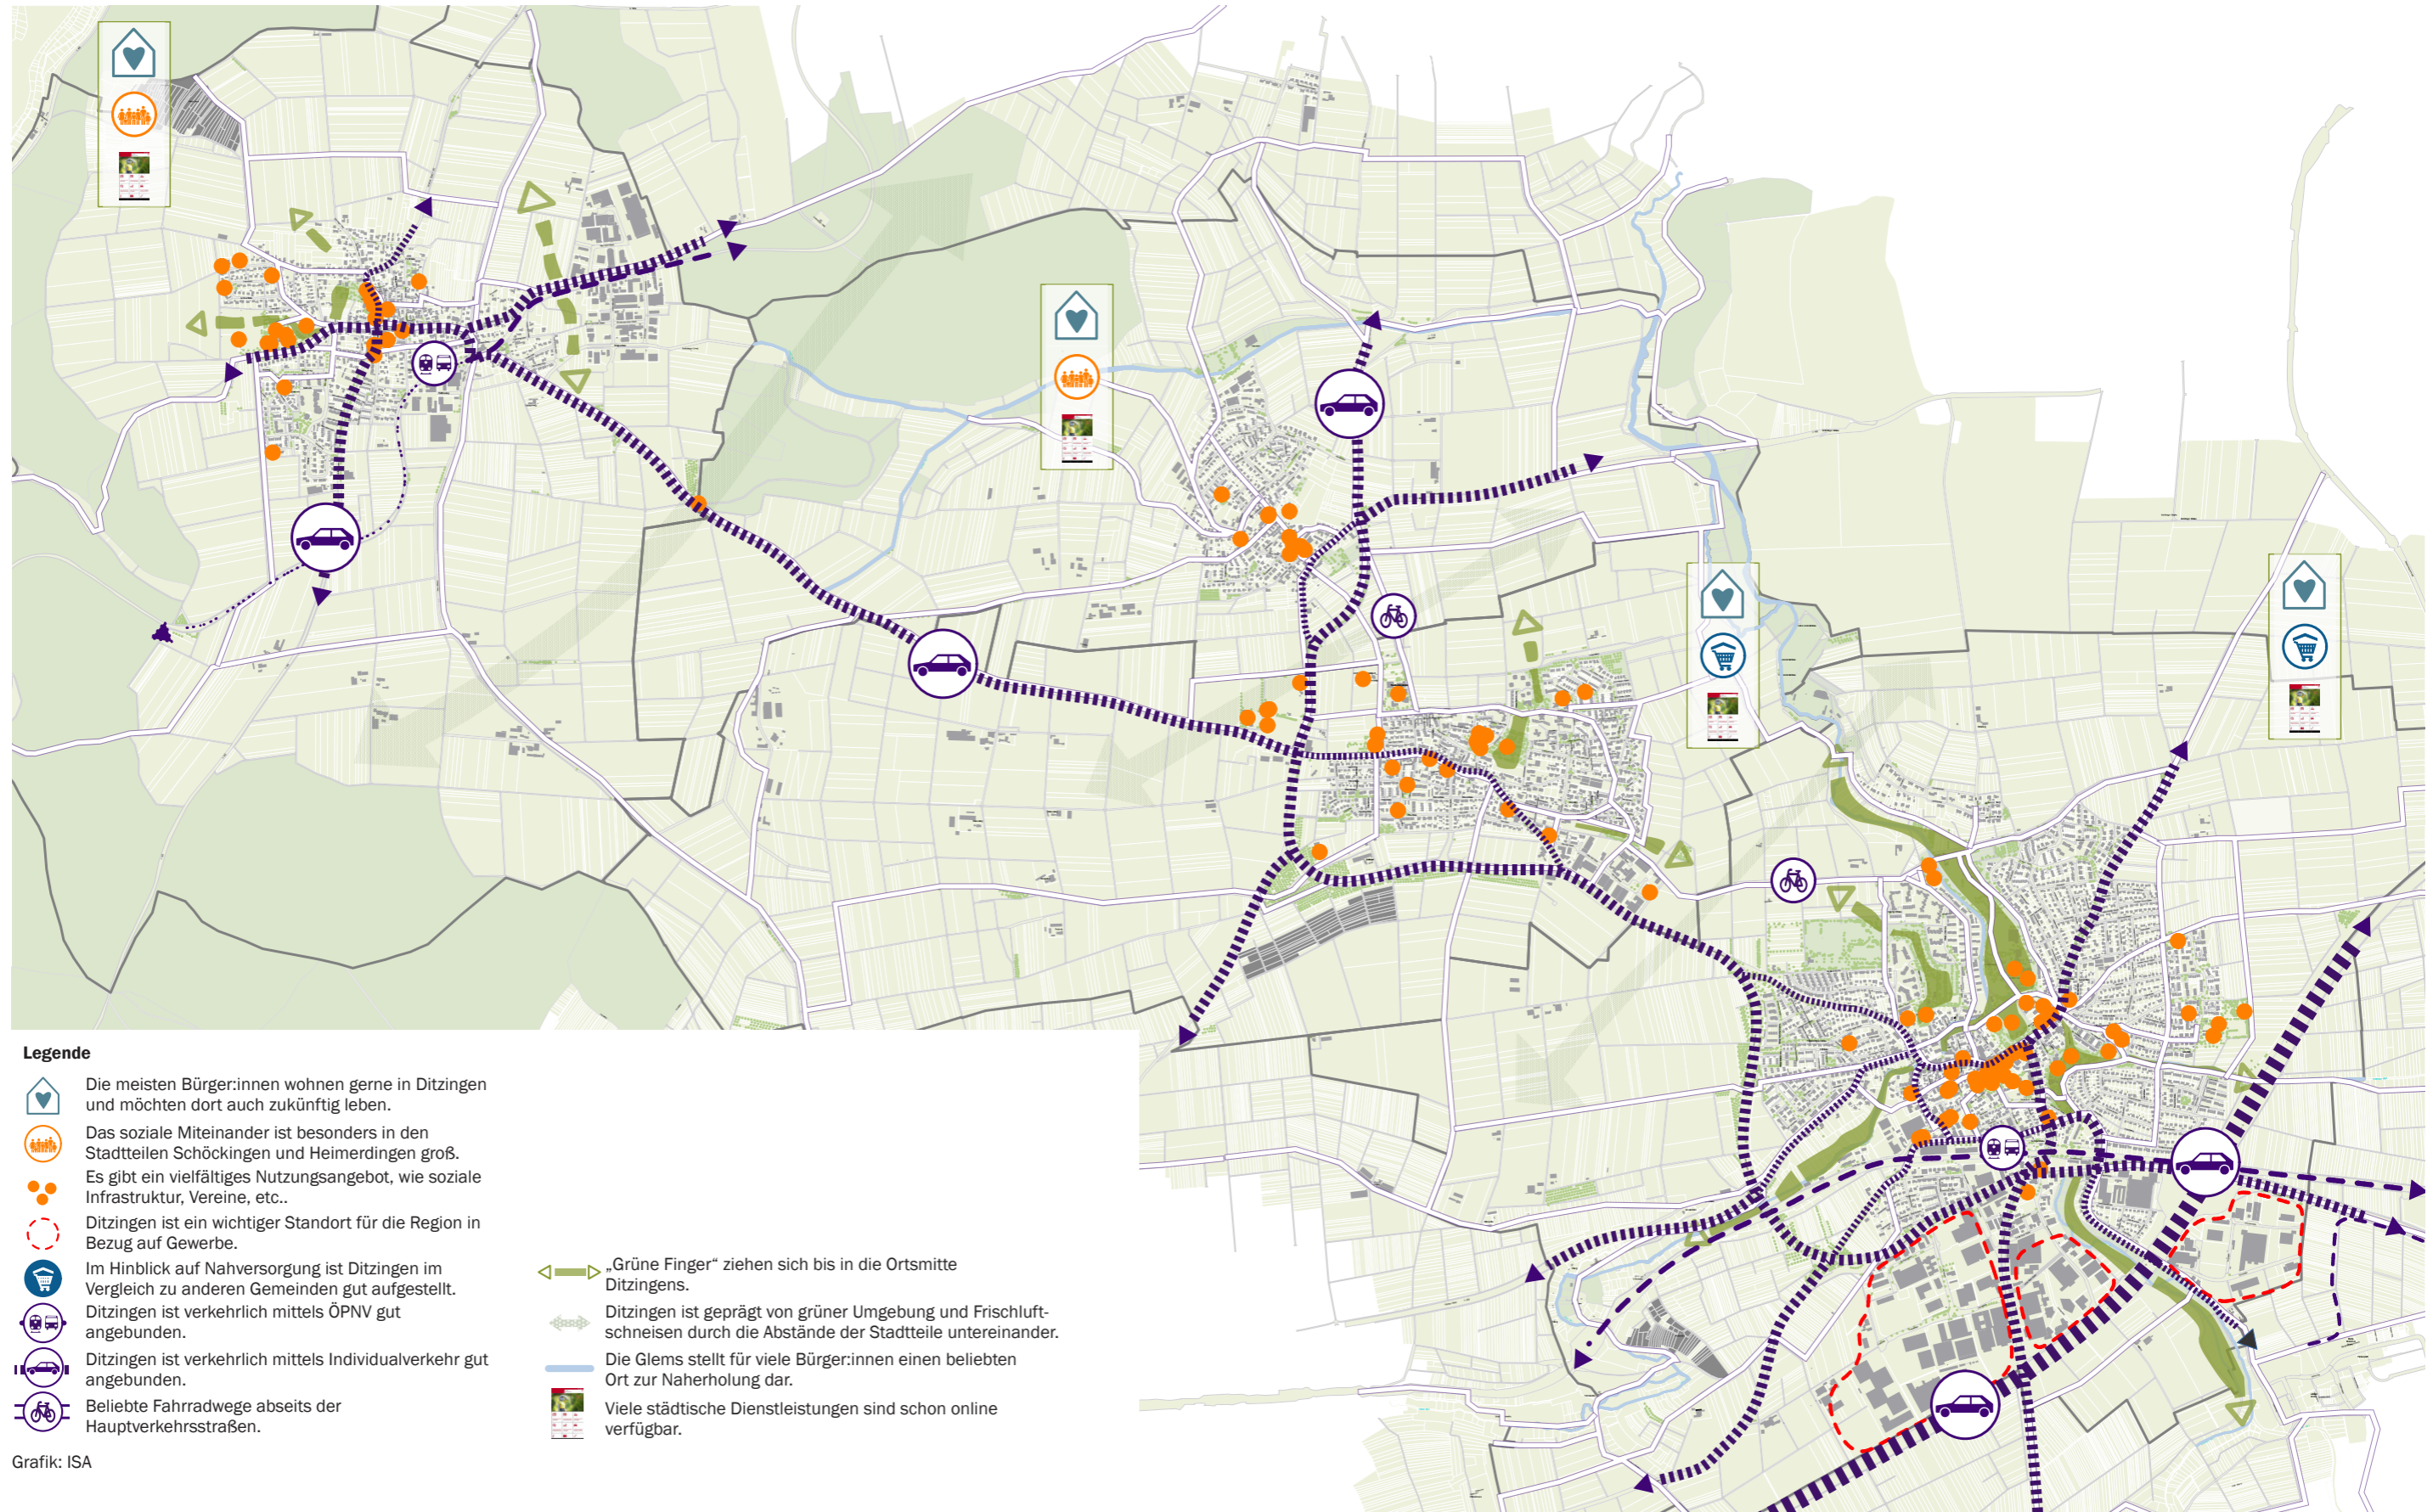 Legende
Die meisten Bürger:innen wohnen gerne in Ditzingen
und möchten dort auch zukünftig leben.
Das soziale Miteinander ist besonders in den
Stadtteilen Schöckingen und Heimerdingen groß.
Es gibt ein vielfältiges Nutzungsangebot, wie soziale
Infrastruktur, Vereine, etc..
Ditzingen ist ein wichtiger Standort für die Region in
Bezug auf Gewerbe.
Im Hinblick auf Nahversorgung ist Ditzingen im
Vergleich zu anderen Gemeinden gut aufgestellt.
Ditzingen ist verkehrlich mittels ÖPNV gut
angebunden.
Ditzingen ist verkehrlich mittels Individualverkehr gut
angebunden.
Beliebte Fahrradwege abseits der
Hauptverkehrsstraßen.
„Grüne Finger“ ziehen sich bis in die Ortsmitte
Ditzingens.
Ditzingen ist geprägt von grüner Umgebung und Frischluft-
schneisen durch die Abstände der Stadtteile untereinander.
Die Glems stellt für viele Bürger:innen einen beliebten
Ort zur Naherholung dar.
Viele städtische Dienstleistungen sind schon online
verfügbar.
Grafik: ISA